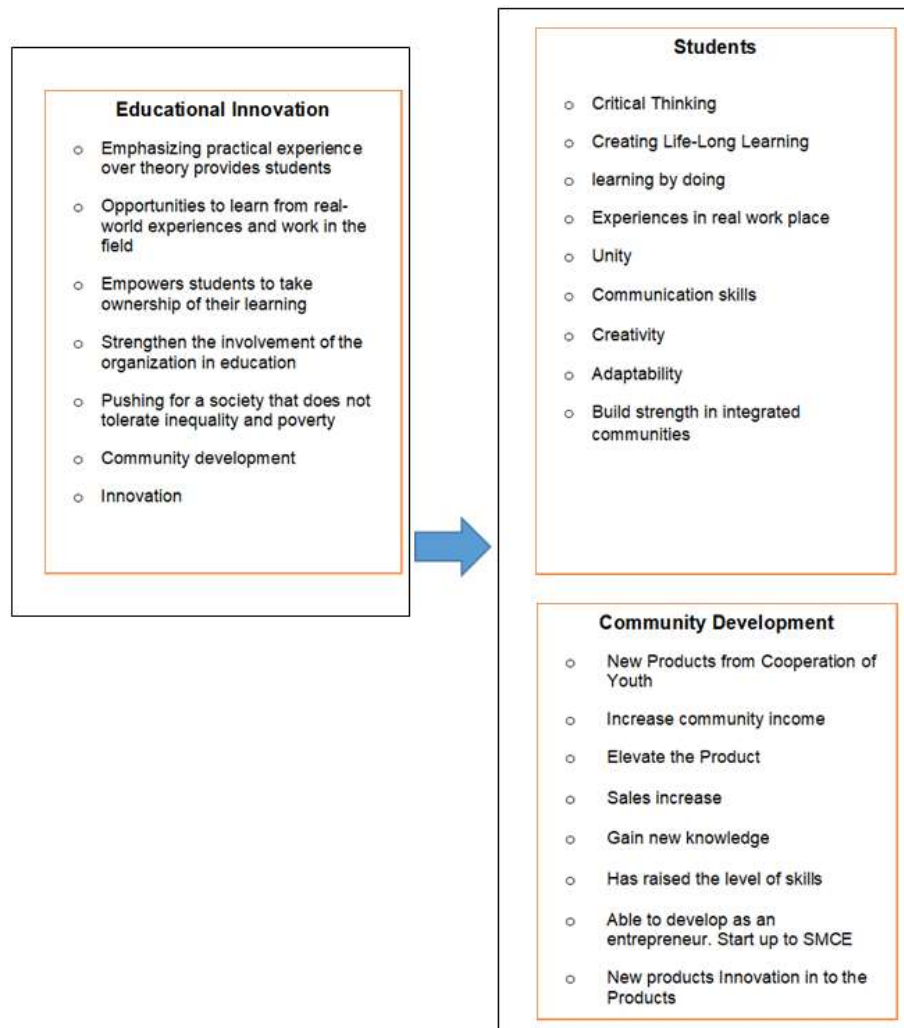 Educational Innovation
o Emphasizing practical experience
over theory provides students
o Opportunities to learn from real-
world experiences and work in the
field
o Empowers students to take
ownership of their learning
o Strengthen the involvement of the
organization in education
o Pushing for a society that does not
tolerate inequality and poverty
o Community development
o Innovation
Students
o Critical Thinking
o Creating Life-Long Learning
o learning by doing
o Experiences in real work place
o Unity
o Communication skills
o Creativity
o Adaptability
o Build strength in integrated
communities
Community Development
o New Products from Cooperation of
Youth
o Increase community income
o Elevate the Product
o Sales increase
o Gain new knowledge
o Has raised the level of skills
o Able to develop as an
entrepreneur. Start up to SMCE
o New products Innovation in to the
Products